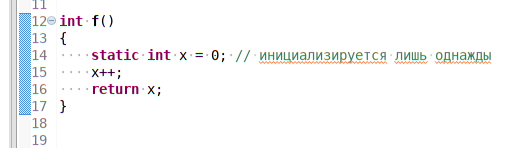 11
12 int f()
13 {
14     static int x = 0; // инициализируется лишь однажды
15     x++;
16     return x;
17 }
18
19